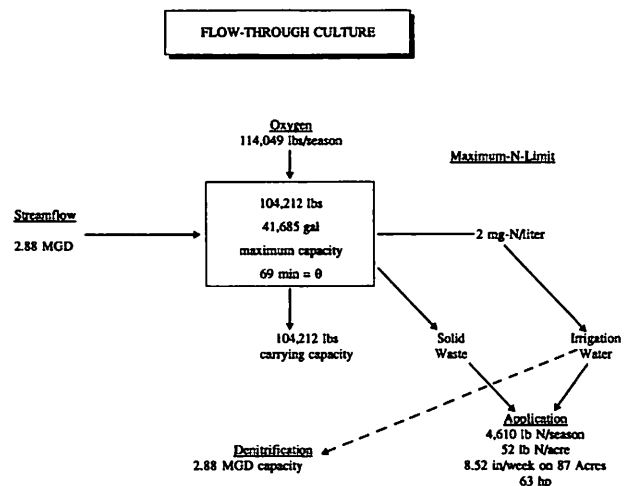 FLOW-THROUGH CULTURE
Oxygen
114,049 lbs/season
Maximum-N-Limit
Streamflow
2.88 MGD
104,212 lbs
41,685 gal
maximum capacity
69 min = θ
2 mg-N/liter
104,212 lbs
carrying capacity
Solid
Waste
Irrigation
Water
Application
4,610 lb N/season
52 lb N/acre
8.52 in/week on 87 Acres
63 hp
Denitrification
2.88 MGD capacity